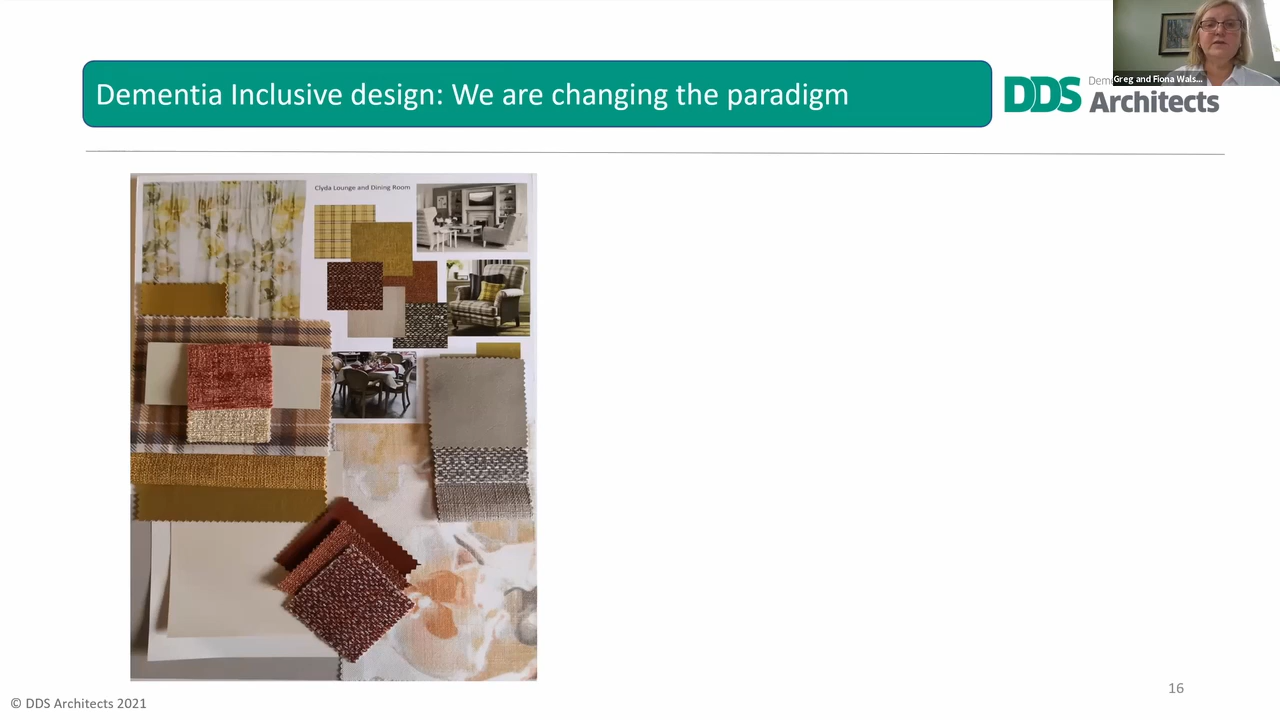 Dementia Inclusive design: We are changing the paradigm
Greg and Fiona Wals...
DDS Architects
Clyda Lounge and Dining Room
16
© DDS Architects 2021